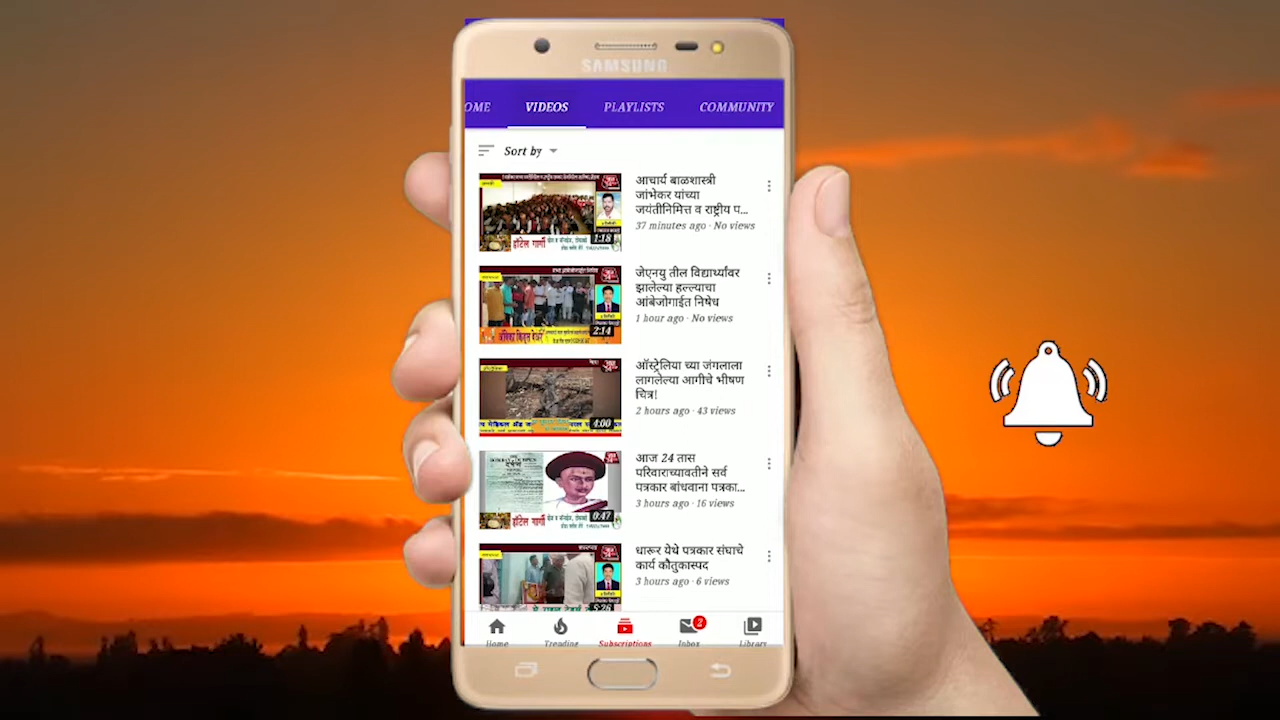 SAMSUNG
OME VIDEOS PLAYLISTS COMMUNITY
Sort by
आचार्य बाळशास्त्री
जांभेकर यांच्या
जयंतीनिमित्त व राष्ट्रीय प...
37 minutes ago · No views
1:18
हॉटेल गार्गी
जेएनयु तील विद्यार्थ्यांवर
झालेल्या हल्ल्याचा
आंबेजोगाईत निषेध
1 hour ago · No views
2:14
ऑस्ट्रेलिया च्या जंगलाला
लागलेल्या आगीचे भीषण
चित्र!
2 hours ago · 43 views
4:00
आज 24 तास
परिवाराच्यावतीने सर्व
पत्रकार बांधवाना पत्रका...
3 hours ago · 16 views
0:47
हॉटेल गार्गी
धारूर येथे पत्रकार संघाचे
कार्य कौतुकास्पद
3 hours ago · 6 views
5:26
2
Home Trending Subscriptions Inbox Library